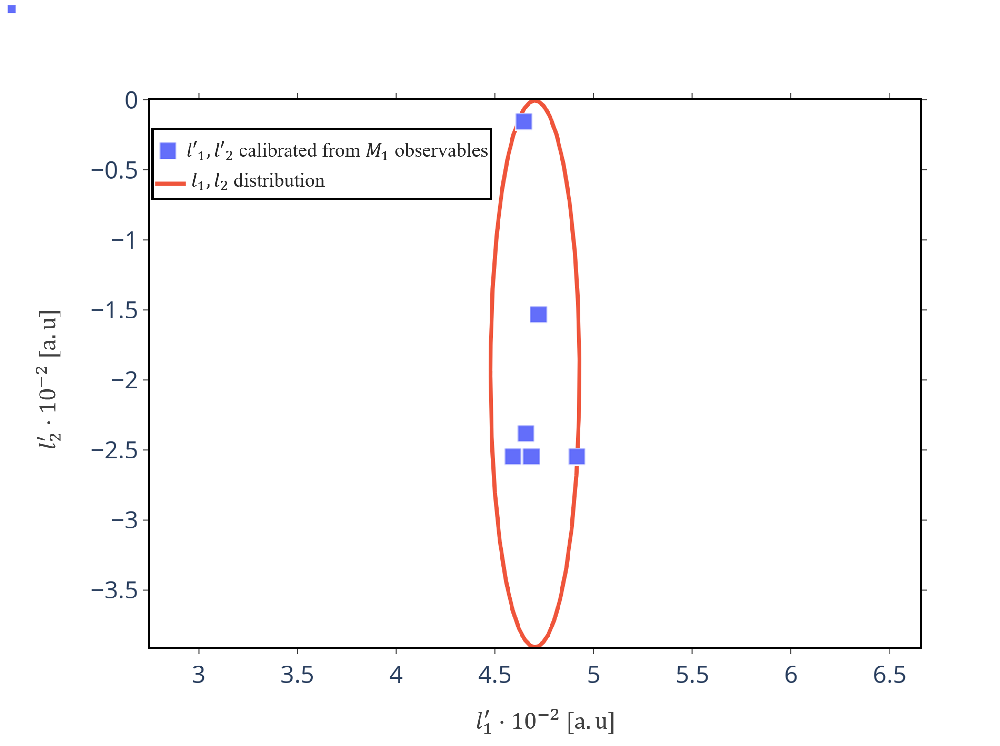 0
l′₁, l′₂ calibrated from M₁ observables
−0.5
l₁, l₂ distribution
−1
−1.5
−2
−2.5
−3
−3.5
l′₂ · 10⁻² [a.u]
3 3.5 4 4.5 5 5.5 6 6.5
l′₁ · 10⁻² [a.u]